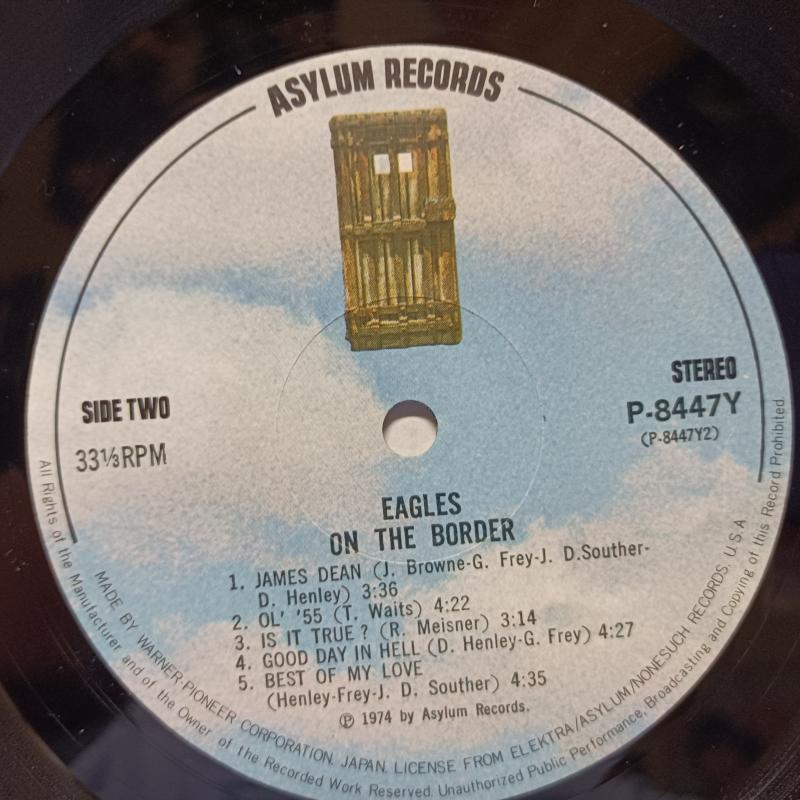 ASYLUM RECORDS
SIDE TWO
33⅓RPM
STEREO
P-8447Y
(P-8447Y2)
EAGLES
ON THE BORDER
1. JAMES DEAN (J. Browne-G. Frey-J. D.Souther-
D. Henley) 3:36
2. OL' '55 (T. Waits) 4:22
3. IS IT TRUE? (R. Meisner) 3:14
4. GOOD DAY IN HELL (D. Henley-G. Frey) 4:27
5. BEST OF MY LOVE
(Henley-Frey-J. D. Souther) 4:35
Ⓟ 1974 by Asylum Records.
MADE BY WARNER-PIONEER CORPORATION. JAPAN. LICENSE FROM ELEKTRA/ASYLUM/NONESUCH RECORDS. U.S.A
All Rights of the Manufacturer and of the Owner of the Recorded Work Reserved. Unauthorized Public Performance, Broadcasting and Copying of this Record Prohibited.